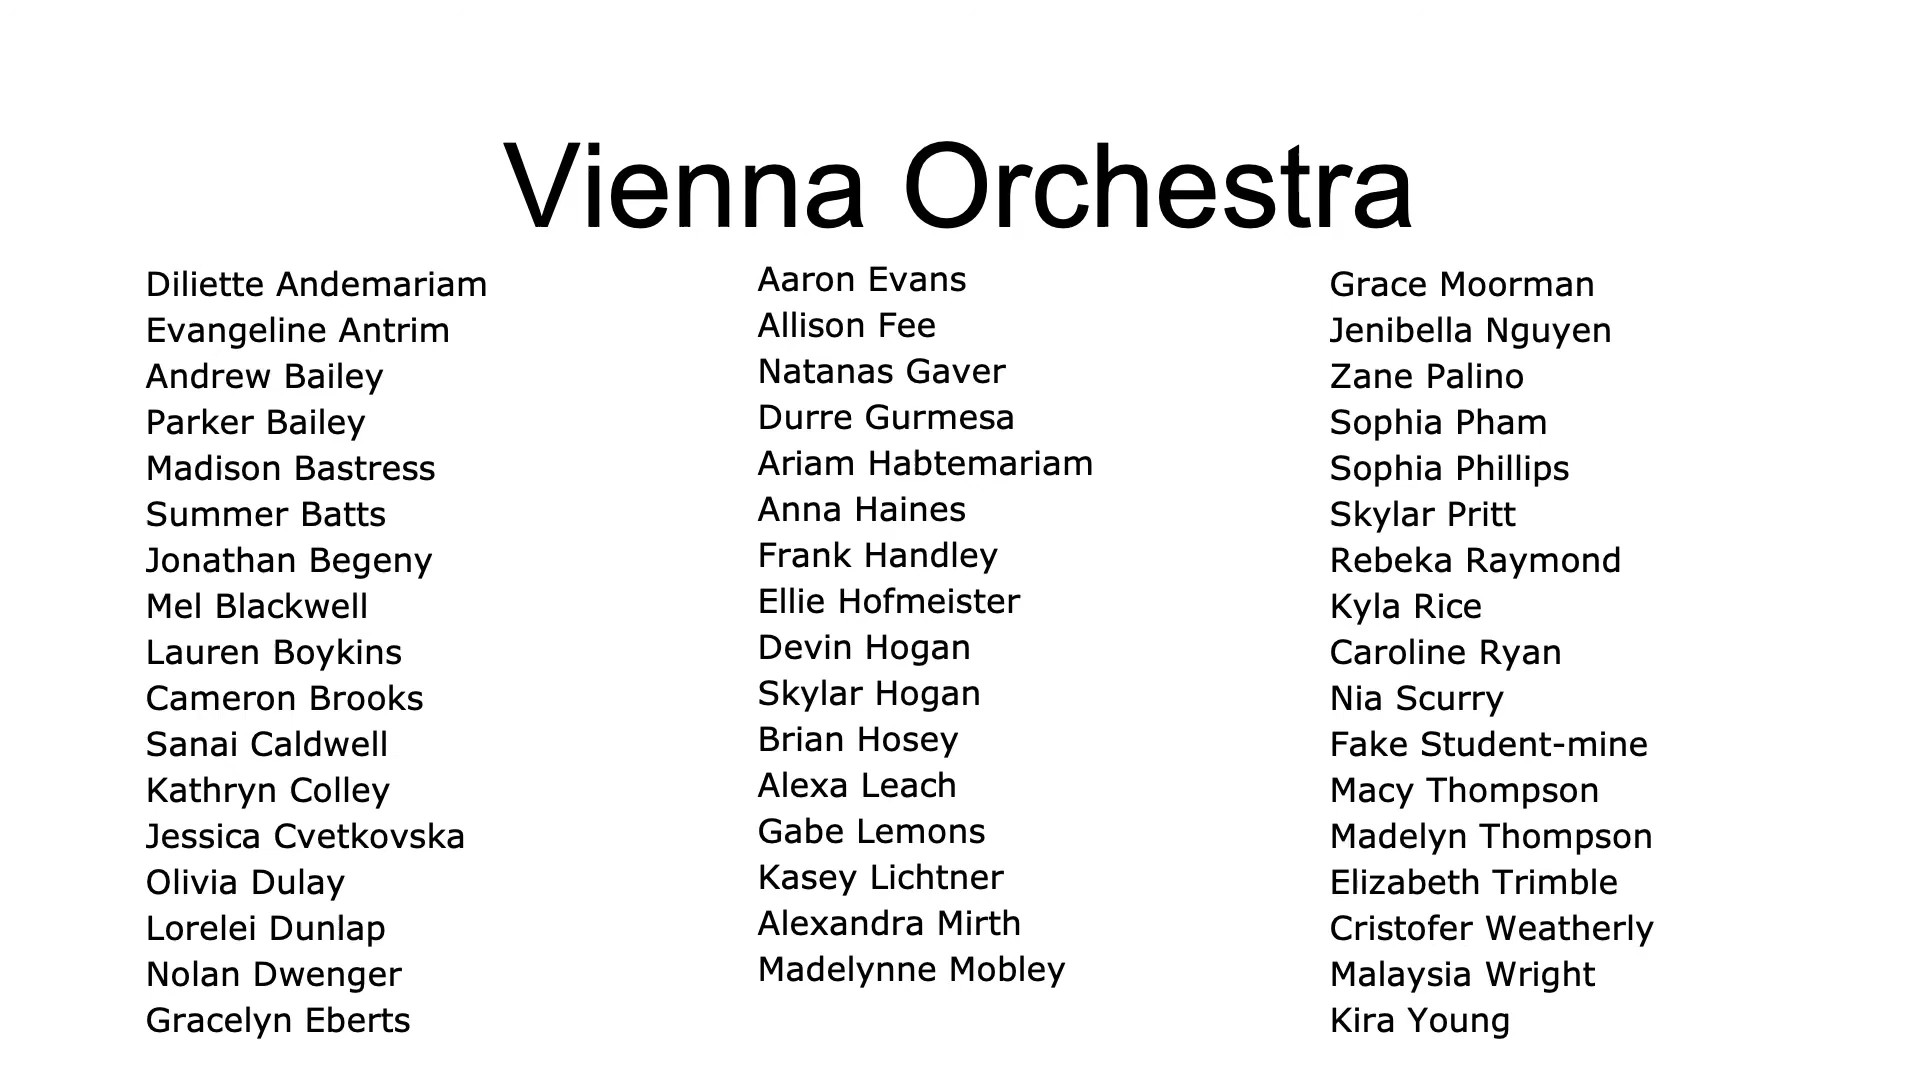 Vienna Orchestra
Diliette Andemariam
Evangeline Antrim
Andrew Bailey
Parker Bailey
Madison Bastress
Summer Batts
Jonathan Begeny
Mel Blackwell
Lauren Boykins
Cameron Brooks
Sanai Caldwell
Kathryn Colley
Jessica Cvetkovska
Olivia Dulay
Lorelei Dunlap
Nolan Dwenger
Gracelyn Eberts
Aaron Evans
Allison Fee
Natanas Gaver
Durre Gurmesa
Ariam Habtemariam
Anna Haines
Frank Handley
Ellie Hofmeister
Devin Hogan
Skylar Hogan
Brian Hosey
Alexa Leach
Gabe Lemons
Kasey Lichtner
Alexandra Mirth
Madelynne Mobley
Grace Moorman
Jenibella Nguyen
Zane Palino
Sophia Pham
Sophia Phillips
Skylar Pritt
Rebeka Raymond
Kyla Rice
Caroline Ryan
Nia Scurry
Fake Student-mine
Macy Thompson
Madelyn Thompson
Elizabeth Trimble
Cristofer Weatherly
Malaysia Wright
Kira Young